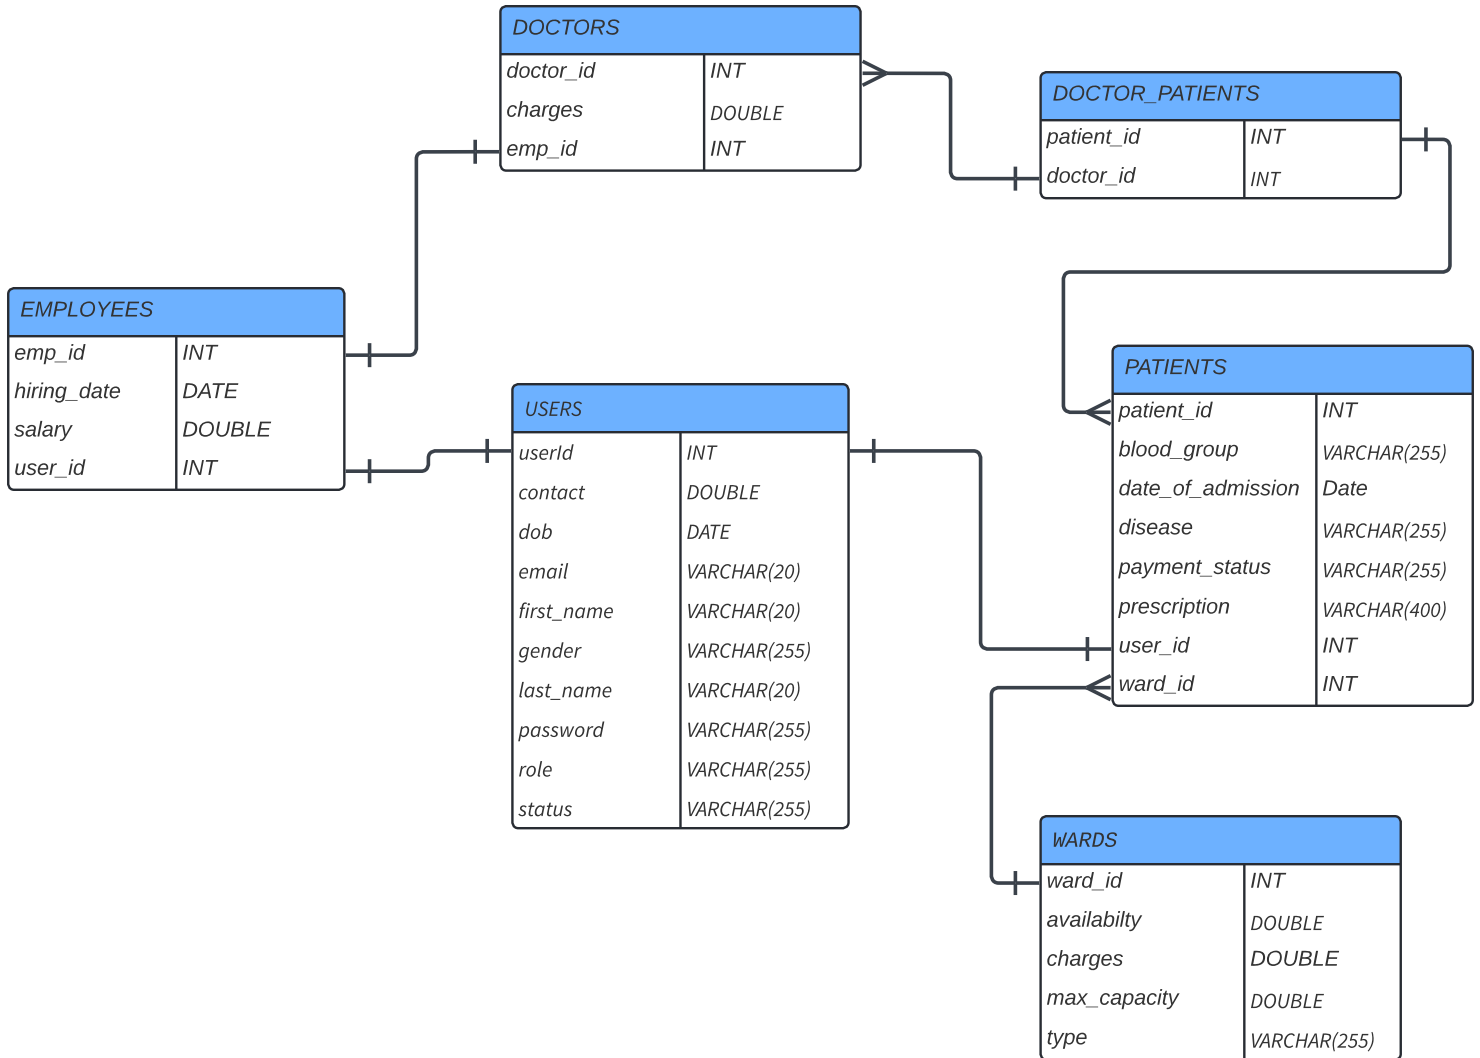 DOCTORS
doctor_id INT
charges DOUBLE
emp_id INT
DOCTOR_PATIENTS
patient_id INT
doctor_id INT
EMPLOYEES
emp_id INT
hiring_date DATE
salary DOUBLE
user_id INT
USERS
userId INT
contact DOUBLE
dob DATE
email VARCHAR(20)
first_name VARCHAR(20)
gender VARCHAR(255)
last_name VARCHAR(20)
password VARCHAR(255)
role VARCHAR(255)
status VARCHAR(255)
PATIENTS
patient_id INT
blood_group VARCHAR(255)
date_of_admission Date
disease VARCHAR(255)
payment_status VARCHAR(255)
prescription VARCHAR(400)
user_id INT
ward_id INT
WARDS
ward_id INT
availabilty DOUBLE
charges DOUBLE
max_capacity DOUBLE
type VARCHAR(255)